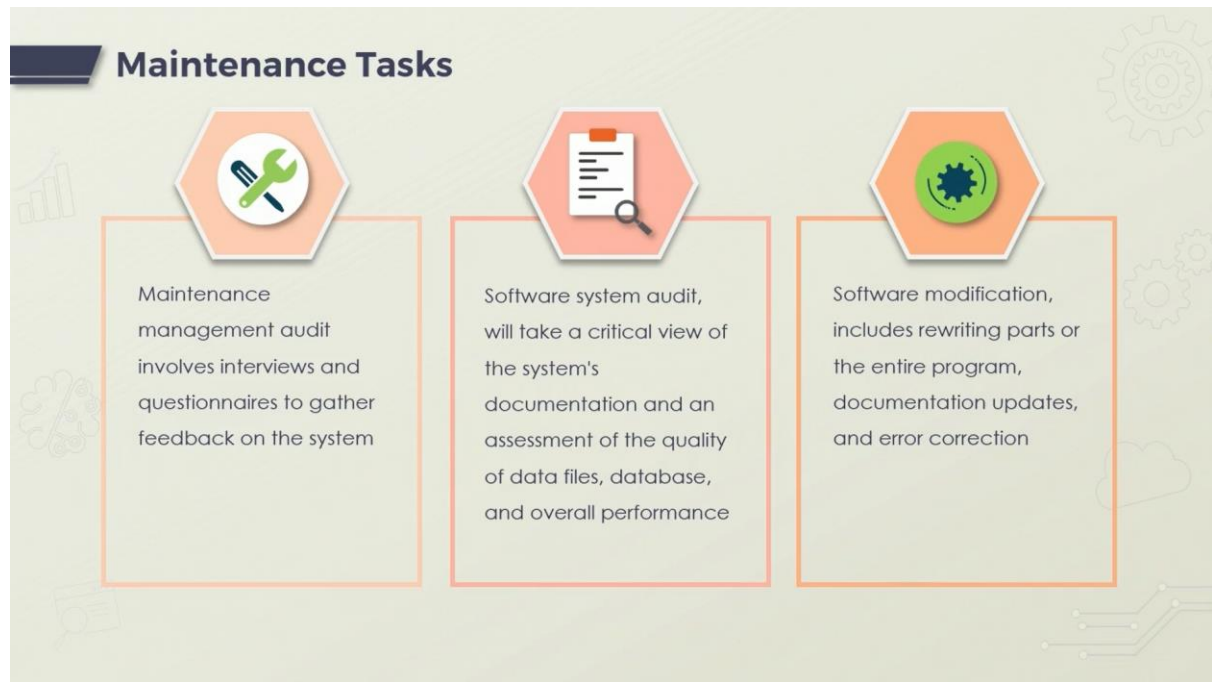 Maintenance Tasks
Maintenance
management audit
involves interviews and
questionnaires to gather
feedback on the system
Software system audit,
will take a critical view of
the system's
documentation and an
assessment of the quality
of data files, database,
and overall performance
Software modification,
includes rewriting parts or
the entire program,
documentation updates,
and error correction